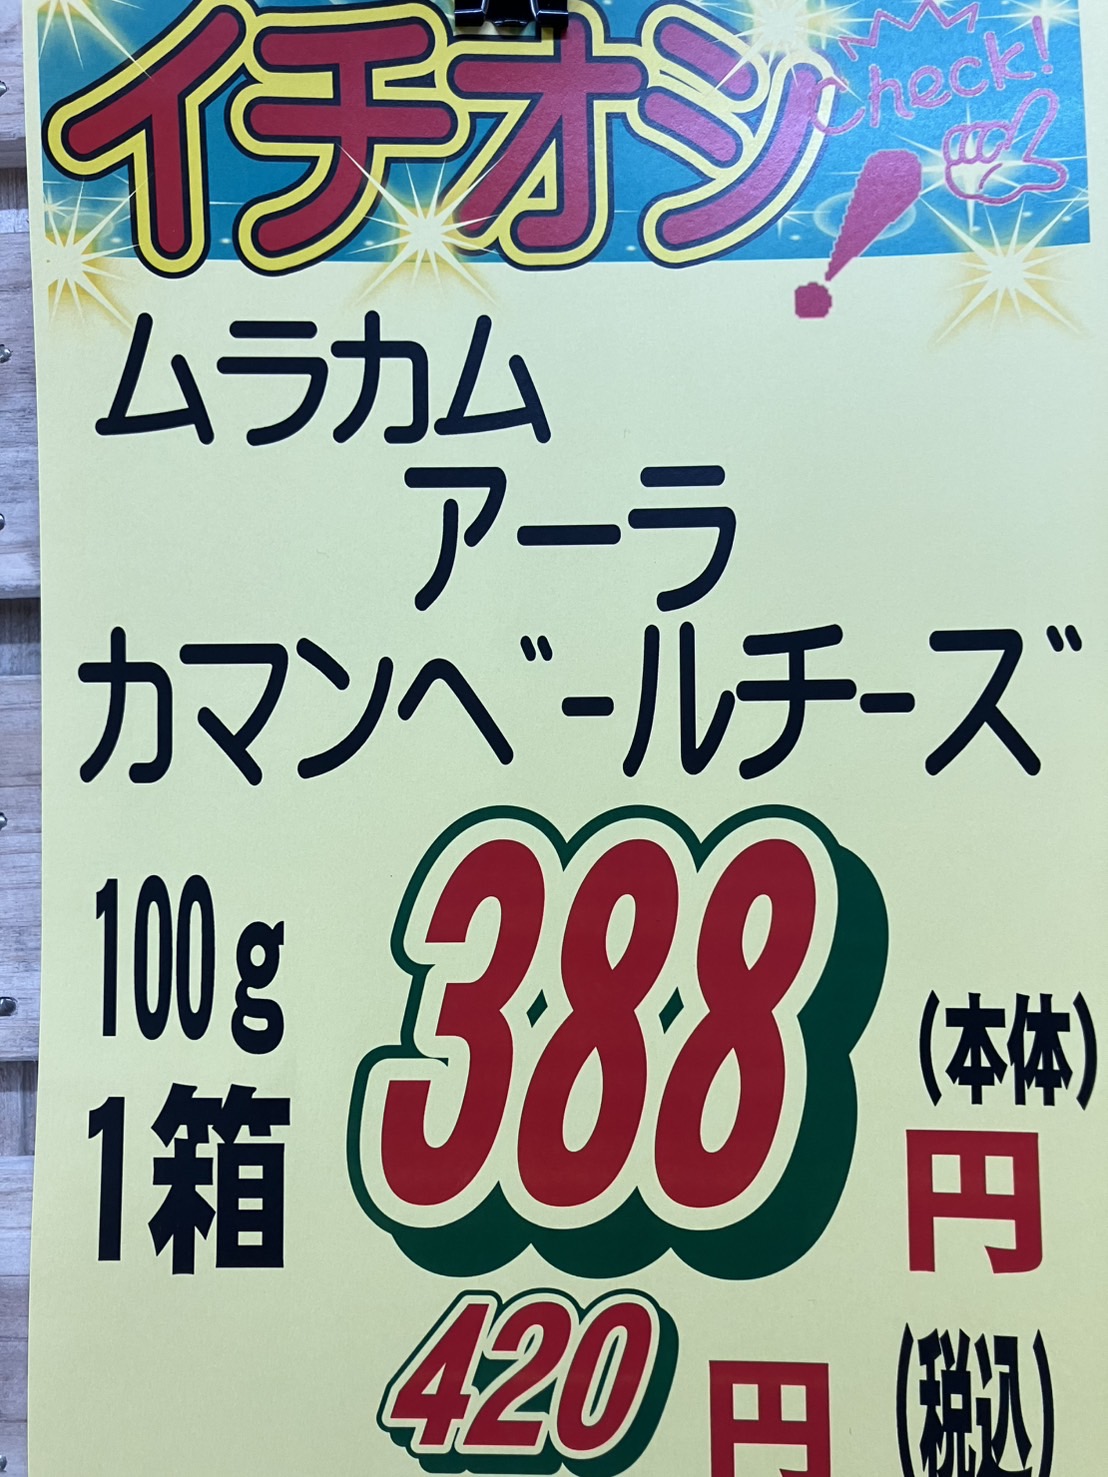 イチオシ
Check!
!
ムラカム
アーラ
カマンベールチーズ
100g
1箱
388
(本体)
円
420
円
(税込)